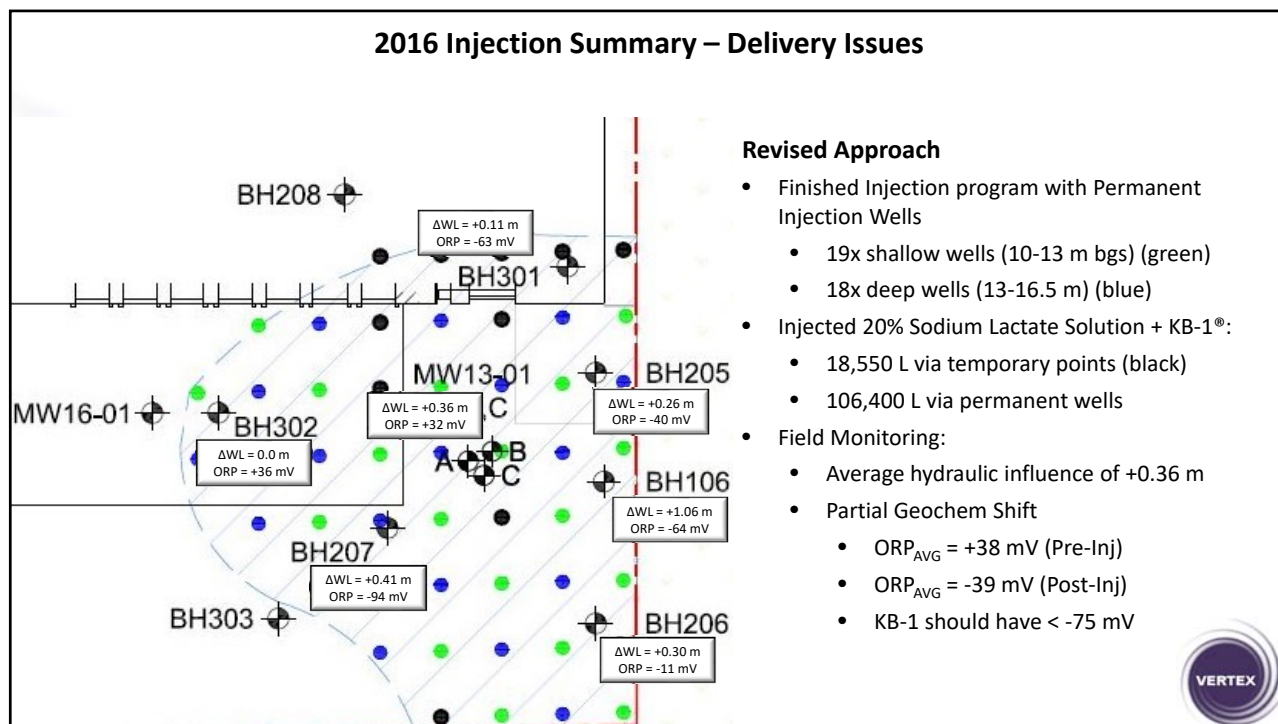 2016 Injection Summary – Delivery Issues
BH208
ΔWL = +0.11 m
ORP = -63 mV
BH301
MW13-01
BH205
MW16-01
BH302
ΔWL = +0.36 m
ORP = +32 mV
,C
ΔWL = +0.26 m
ORP = -40 mV
ΔWL = 0.0 m
ORP = +36 mV
A
B
C
BH106
ΔWL = +1.06 m
ORP = -64 mV
BH207
ΔWL = +0.41 m
ORP = -94 mV
BH303
BH206
ΔWL = +0.30 m
ORP = -11 mV
Revised Approach
• Finished Injection program with Permanent
Injection Wells
• 19x shallow wells (10-13 m bgs) (green)
• 18x deep wells (13-16.5 m) (blue)
• Injected 20% Sodium Lactate Solution + KB-1®:
• 18,550 L via temporary points (black)
• 106,400 L via permanent wells
• Field Monitoring:
• Average hydraulic influence of +0.36 m
• Partial Geochem Shift
• ORPAVG = +38 mV (Pre-Inj)
• ORPAVG = -39 mV (Post-Inj)
• KB-1 should have < -75 mV
VERTEX